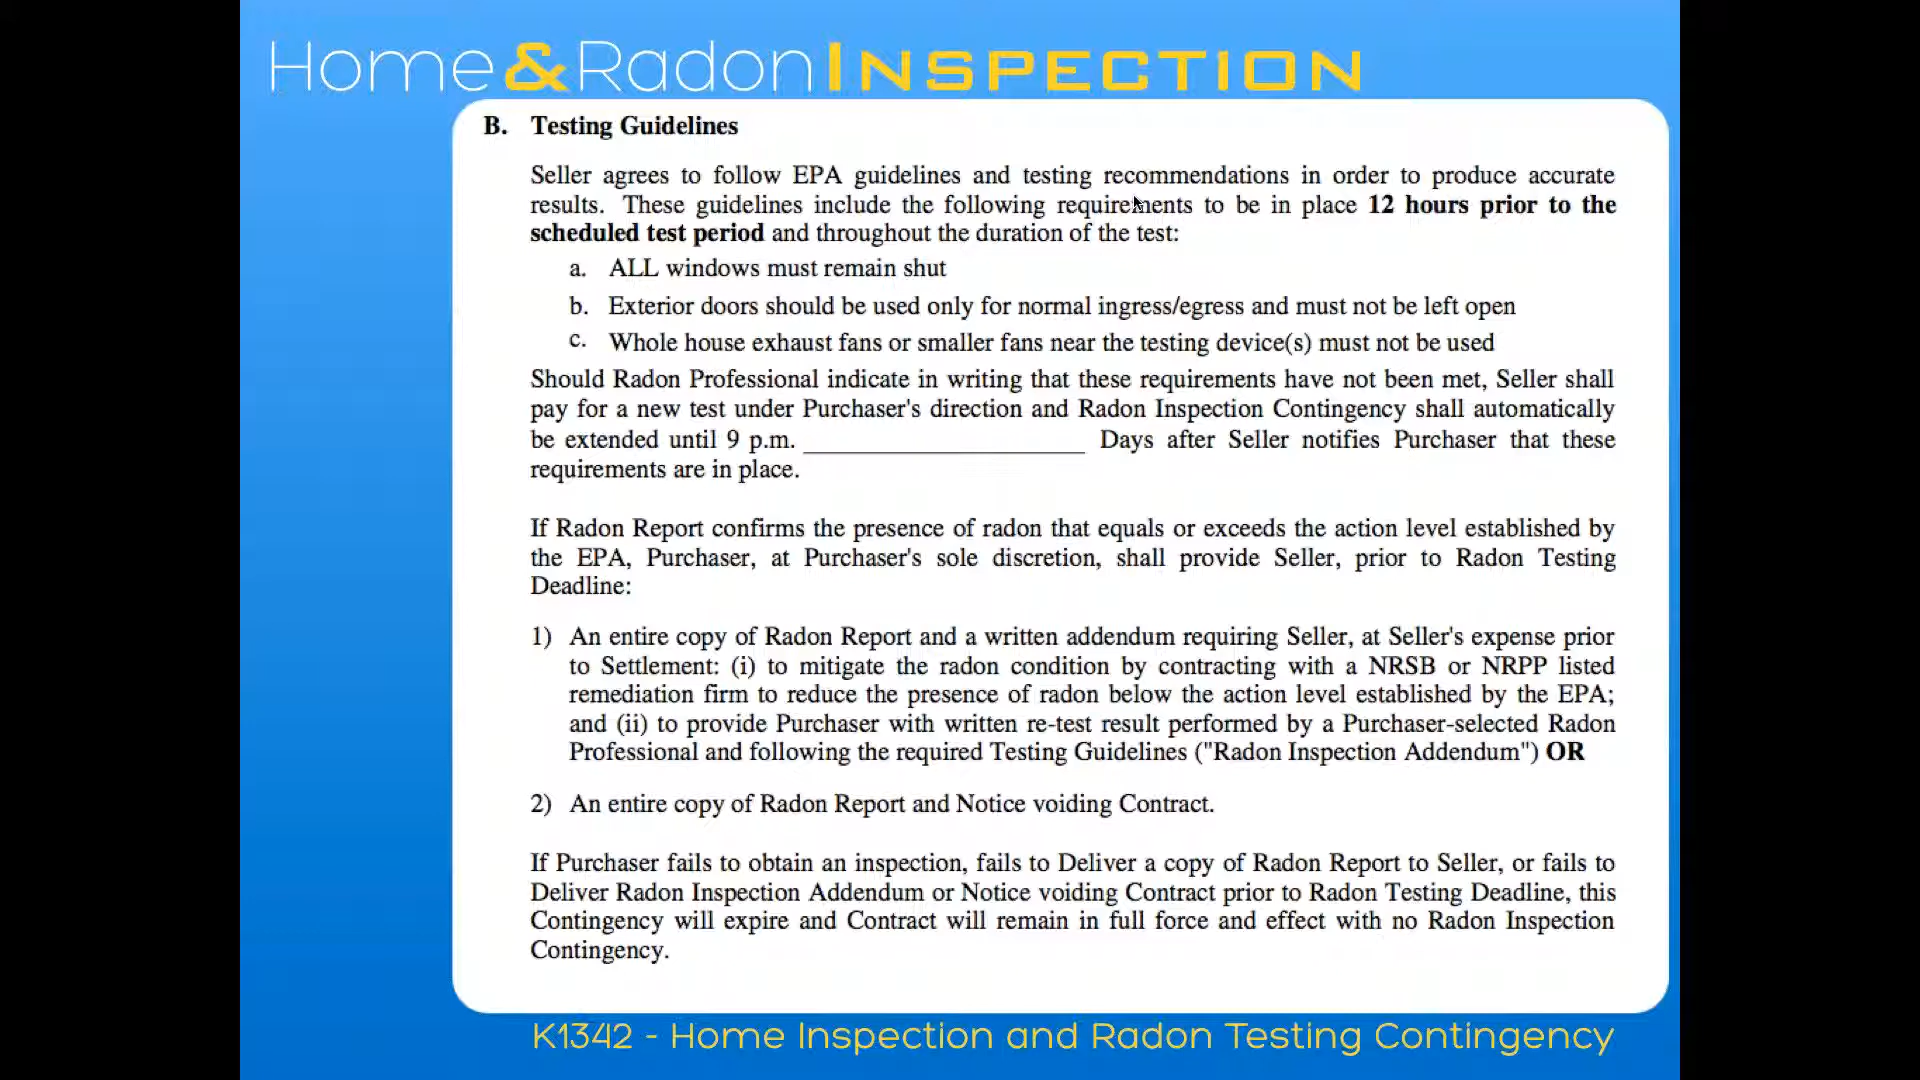 Home&RadonINSPECTION
B. Testing Guidelines
Seller agrees to follow EPA guidelines and testing recommendations in order to produce accurate
results. These guidelines include the following requirements to be in place 12 hours prior to the
scheduled test period and throughout the duration of the test:
a. ALL windows must remain shut
b. Exterior doors should be used only for normal ingress/egress and must not be left open
c. Whole house exhaust fans or smaller fans near the testing device(s) must not be used
Should Radon Professional indicate in writing that these requirements have not been met, Seller shall
pay for a new test under Purchaser's direction and Radon Inspection Contingency shall automatically
be extended until 9 p.m. ______________________ Days after Seller notifies Purchaser that these
requirements are in place.
If Radon Report confirms the presence of radon that equals or exceeds the action level established by
the EPA, Purchaser, at Purchaser's sole discretion, shall provide Seller, prior to Radon Testing
Deadline:
1) An entire copy of Radon Report and a written addendum requiring Seller, at Seller's expense prior
to Settlement: (i) to mitigate the radon condition by contracting with a NRSB or NRPP listed
remediation firm to reduce the presence of radon below the action level established by the EPA;
and (ii) to provide Purchaser with written re-test result performed by a Purchaser-selected Radon
Professional and following the required Testing Guidelines ("Radon Inspection Addendum") OR
2) An entire copy of Radon Report and Notice voiding Contract.
If Purchaser fails to obtain an inspection, fails to Deliver a copy of Radon Report to Seller, or fails to
Deliver Radon Inspection Addendum or Notice voiding Contract prior to Radon Testing Deadline, this
Contingency will expire and Contract will remain in full force and effect with no Radon Inspection
Contingency.
K1342 - Home Inspection and Radon Testing Contingency